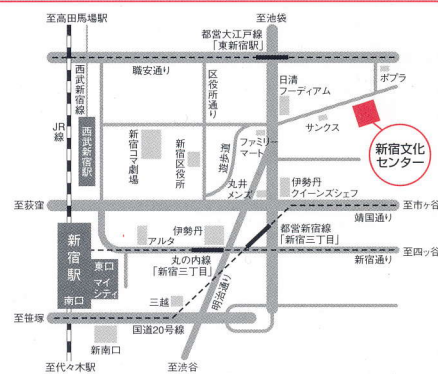 至高田馬場駅
至池袋
都営大江戸線
「東新宿駅」
職安通り
西武新宿線
JR線
西武新宿駅
区役所通り
日清
フーディアム
ポプラ
サンクス
新宿文化
センター
新宿コマ劇場
新宿区役所
遊歩道
ファミリー
マート
丸井
メンズ
伊勢丹
クイーンズシェフ
至荻窪
至市ヶ谷
靖国通り
新宿駅
アルタ
伊勢丹
都営新宿線
「新宿三丁目」
至四ッ谷
新宿通り
丸の内線
「新宿三丁目」
東口
マイ
シティ
南口
三越
明治通り
至笹塚
国道20号線
新南口
至代々木駅
至渋谷